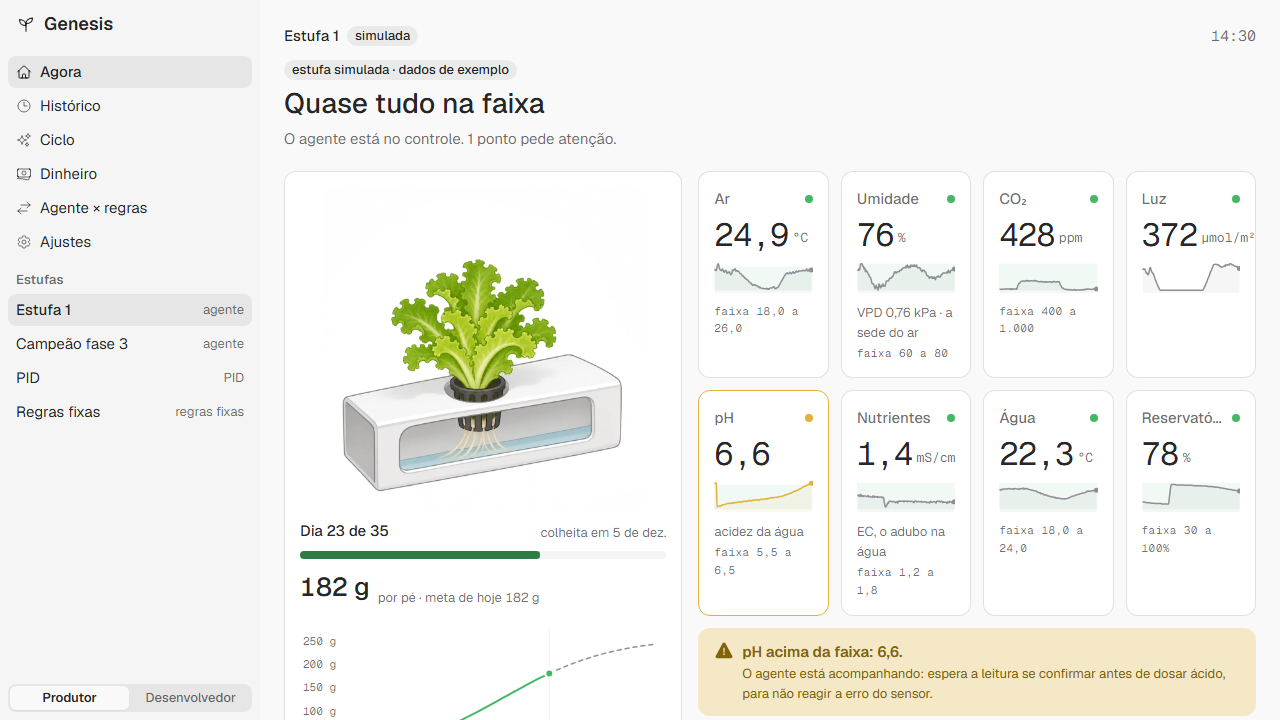 Genesis
Agora
Histórico
Ciclo
Dinheiro
Agente × regras
Ajustes
Estufas
Estufa 1 agente
Campeão fase 3 agente
PID PID
Regras fixas regras fixas
Produtor Desenvolvedor
Estufa 1 simulada 14:30
estufa simulada · dados de exemplo
Quase tudo na faixa
O agente está no controle. 1 ponto pede atenção.
Dia 23 de 35 colheita em 5 de dez.
182 g por pé · meta de hoje 182 g
250 g
200 g
150 g
100 g
Ar
24,9 °C
faixa 18,0 a
26,0
Umidade
76 %
VPD 0,76 kPa · a
sede do ar
faixa 60 a 80
CO₂
428 ppm
faixa 400 a
1.000
Luz
372 µmol/m²
pH
6,6
acidez da água
faixa 5,5 a
6,5
Nutrientes
1,4 mS/cm
EC, o adubo na
água
faixa 1,2 a
1,8
Água
22,3 °C
faixa 18,0 a
24,0
Reservató…
78 %
faixa 30 a
100%
pH acima da faixa: 6,6.
O agente está acompanhando: espera a leitura se confirmar antes de dosar ácido,
para não reagir a erro do sensor.